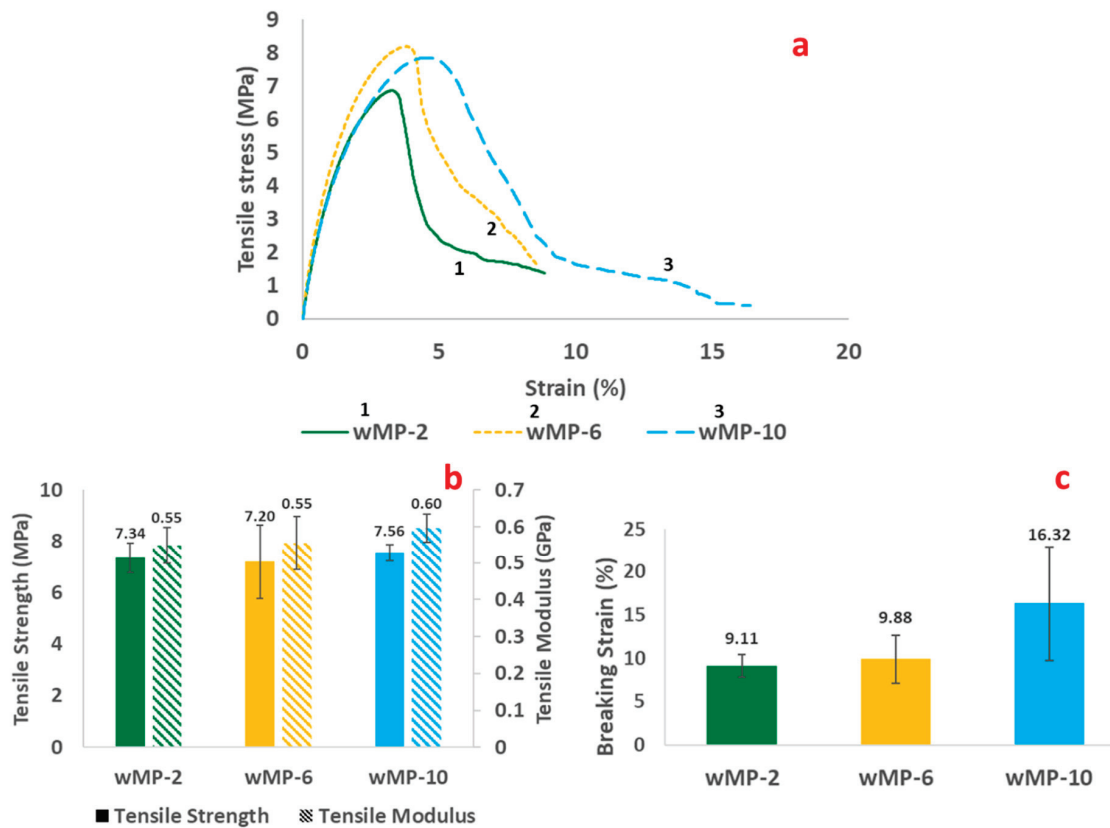 a
Tensile stress (MPa)
9
8
7
6
5
4
3
2
1
0
1
2
3
0 5 10 15 20
Strain (%)
1 2 3
wMP-2 wMP-6 wMP-10
b
Tensile Strength (MPa)
10
8
6
4
2
0
7.34 0.55 7.20 0.55 7.56 0.60
0.7
0.6
0.5
0.4
0.3
0.2
0.1
0
Tensile Modulus (GPa)
wMP-2 wMP-6 wMP-10
Tensile Strength Tensile Modulus
c
Breaking Strain (%)
25
20
15
10
5
0
9.11 9.88 16.32
wMP-2 wMP-6 wMP-10